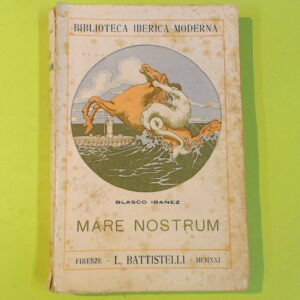 BIBLIOTECA IBERICA MODERNA
BLASCO IBAÑEZ
MARE NOSTRUM
FIRENZE - L. BATTISTELLI - MCMXXI